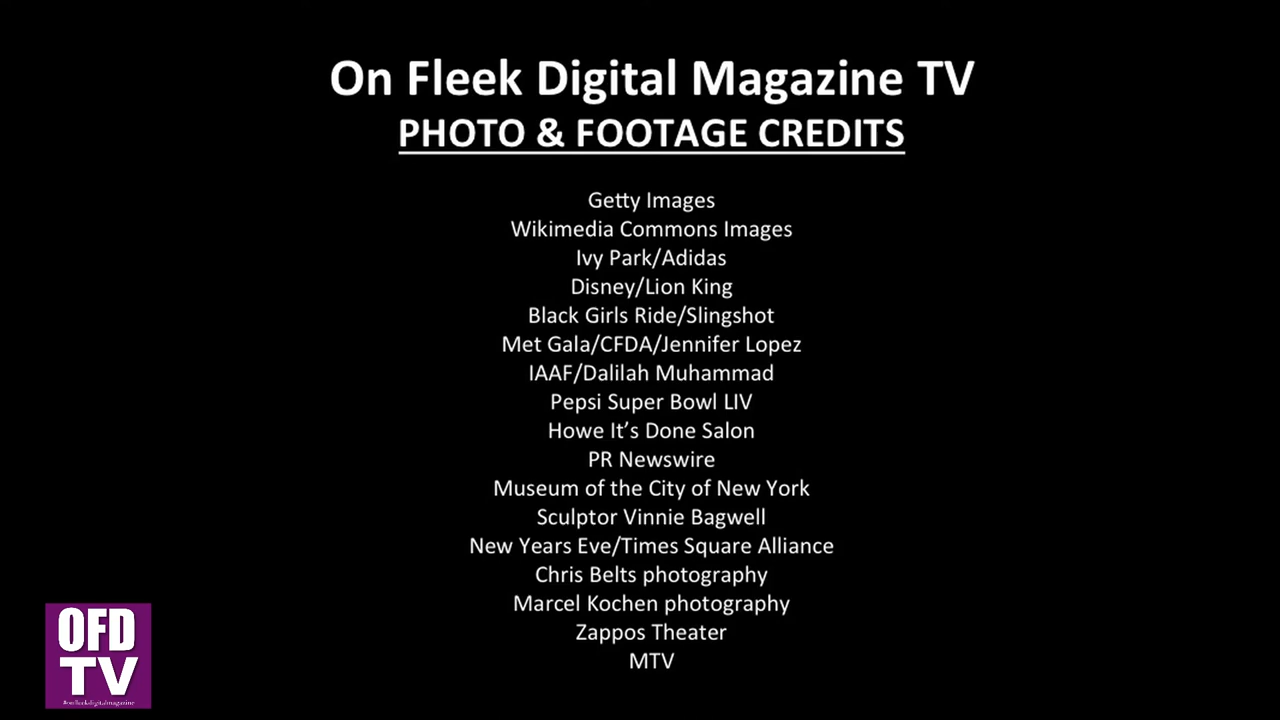 On Fleek Digital Magazine TV
PHOTO & FOOTAGE CREDITS
Getty Images
Wikimedia Commons Images
Ivy Park/Adidas
Disney/Lion King
Black Girls Ride/Slingshot
Met Gala/CFDA/Jennifer Lopez
IAAF/Dalilah Muhammad
Pepsi Super Bowl LIV
Howe It’s Done Salon
PR Newswire
Museum of the City of New York
Sculptor Vinnie Bagwell
New Years Eve/Times Square Alliance
Chris Belts photography
Marcel Kochen photography
Zappos Theater
MTV
OFD
TV
#onfleekdigitalmagazine